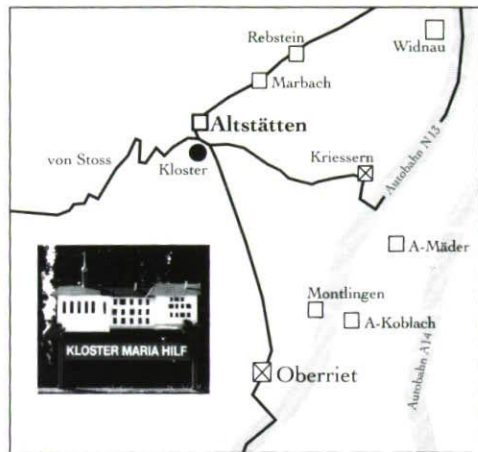 Rebstein
Widnau
Marbach
Altstätten
von Stoss
Kloster
Kriessern
Autobahn N13
A-Mäder
Montlingen
A-Koblach
KLOSTER MARIA HILF
Oberriet
Autobahn A14